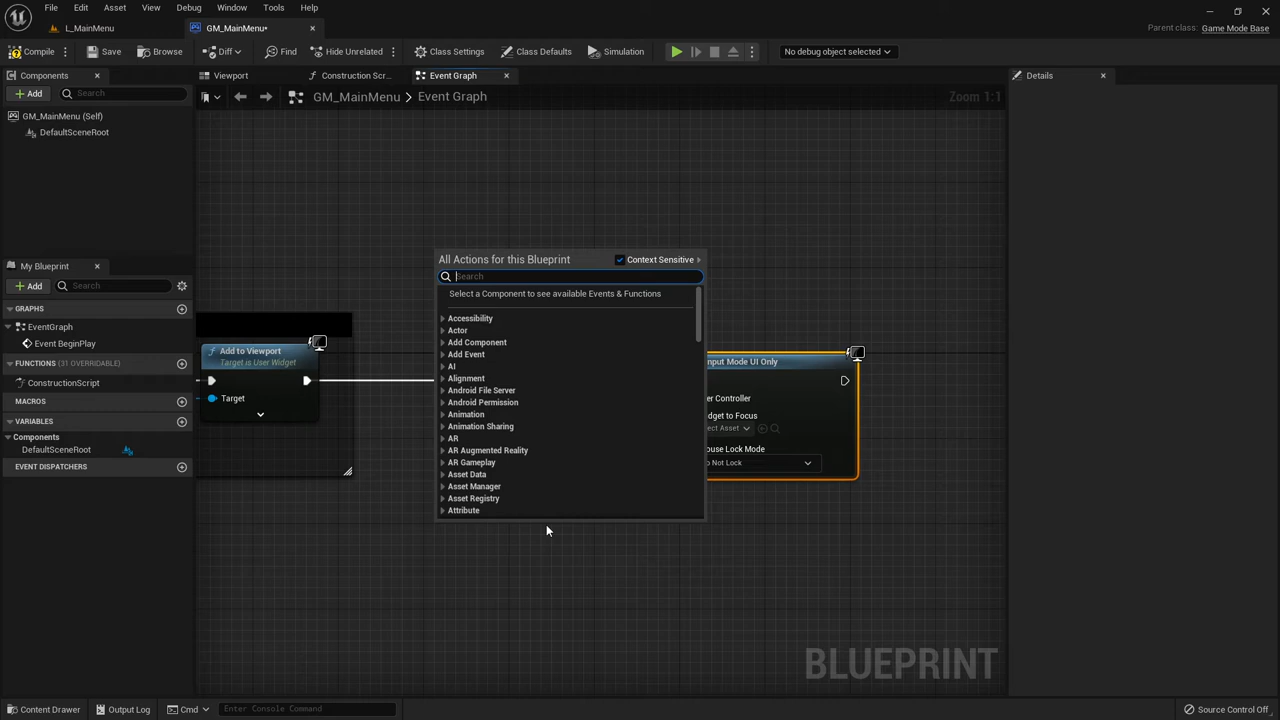 File Edit Asset View Debug Window Tools Help
L_MainMenu
GM_MainMenu*
Parent class: Game Mode Base
Compile
Save
Browse
Diff
Find
Hide Unrelated
Class Settings
Class Defaults
Simulation
No debug object selected
Components
Viewport
Construction Scr...
Event Graph
Details
Add
Search
GM_MainMenu > Event Graph
Zoom 1:1
GM_MainMenu (Self)
DefaultSceneRoot
My Blueprint
Add
Search
GRAPHS
EventGraph
Event BeginPlay
FUNCTIONS (31 OVERRIDABLE)
ConstructionScript
MACROS
VARIABLES
Components
DefaultSceneRoot
EVENT DISPATCHERS
Add to Viewport
Target is User Widget
Target
All Actions for this Blueprint
Context Sensitive
Search
Select a Component to see available Events & Functions
Accessibility
Actor
Add Component
Add Event
AI
Alignment
Android File Server
Android Permission
Animation
Animation Sharing
AR
AR Augmented Reality
AR Gameplay
Asset Data
Asset Manager
Asset Registry
Attribute
nput Mode UI Only
er Controller
dget to Focus
ect Asset
ouse Lock Mode
o Not Lock
BLUEPRINT
Content Drawer
Output Log
Cmd
Enter Console Command
Source Control Off